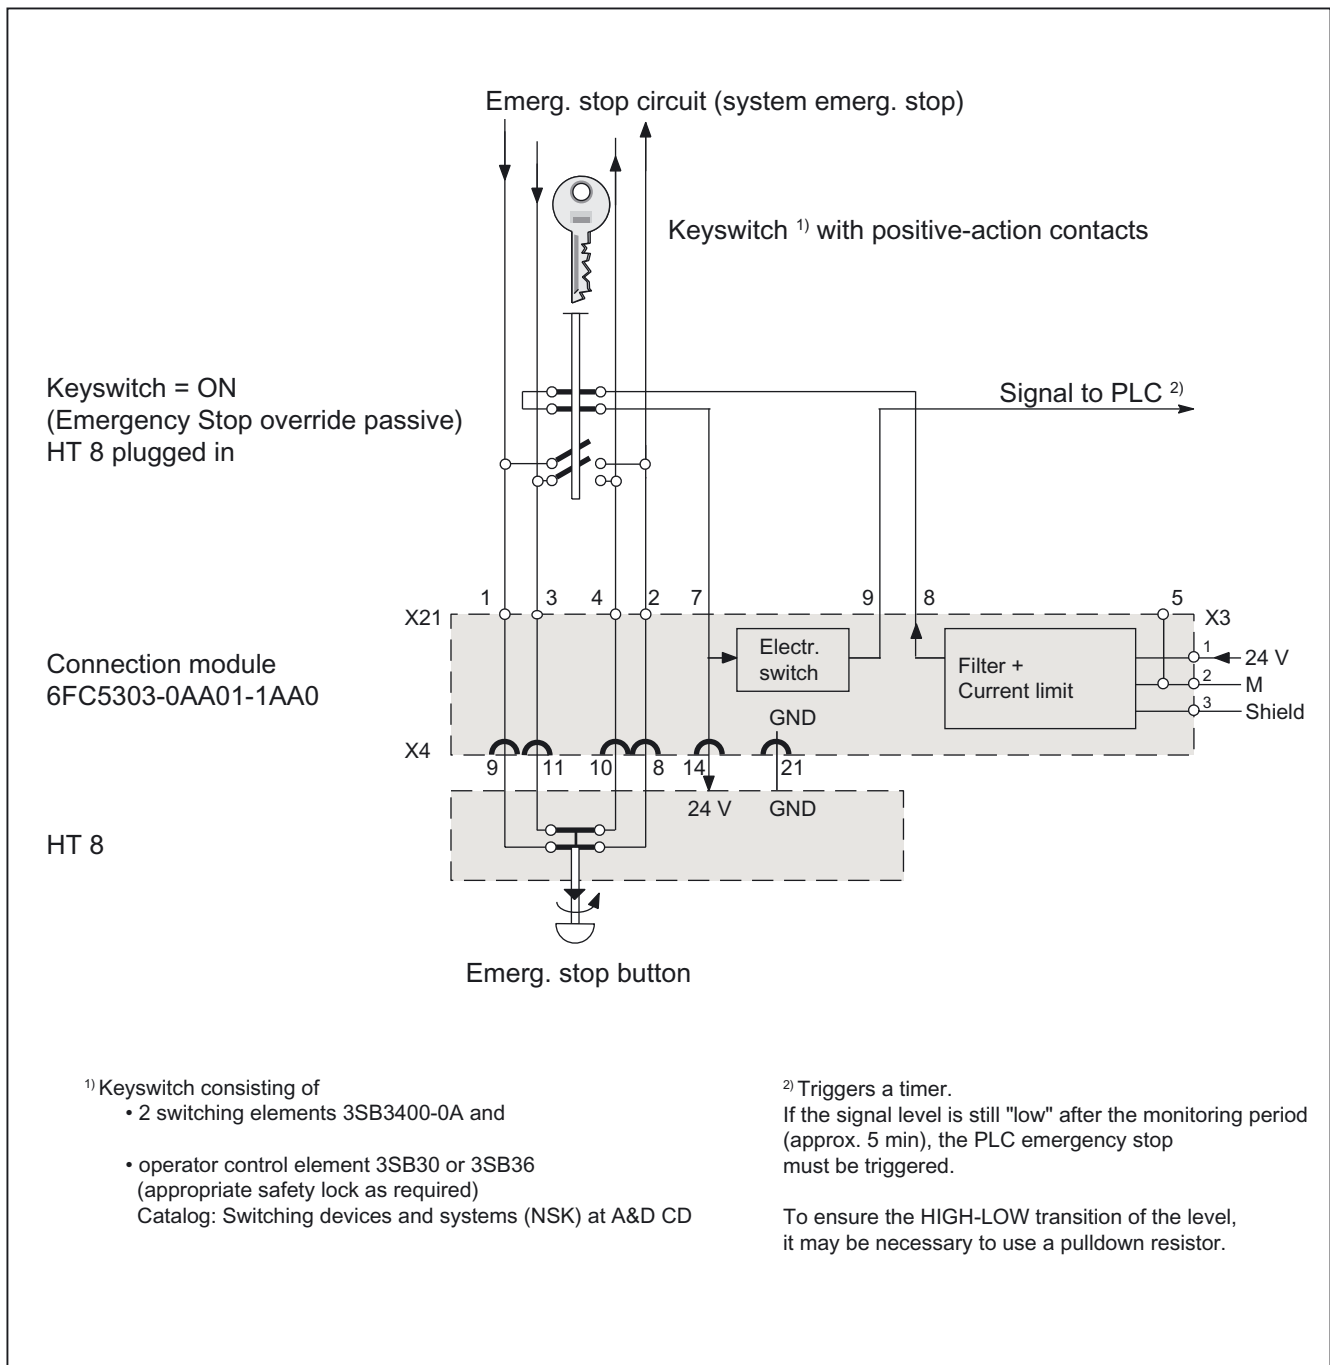 Emerg. stop circuit (system emerg. stop)
Keyswitch 1) with positive-action contacts
Keyswitch = ON
(Emergency Stop override passive)
HT 8 plugged in
Signal to PLC 2)
1 3 4 2 7 9 8 5
X21 X3
Connection module
6FC5303-0AA01-1AA0
Electr.
switch
Filter +
Current limit
1 24 V
2 M
3 Shield
GND
X4
9 11 10 8 14 21
24 V GND
HT 8
Emerg. stop button
1) Keyswitch consisting of
• 2 switching elements 3SB3400-0A and
• operator control element 3SB30 or 3SB36
(appropriate safety lock as required)
Catalog: Switching devices and systems (NSK) at A&D CD
2) Triggers a timer.
If the signal level is still "low" after the monitoring period
(approx. 5 min), the PLC emergency stop
must be triggered.
To ensure the HIGH-LOW transition of the level,
it may be necessary to use a pulldown resistor.